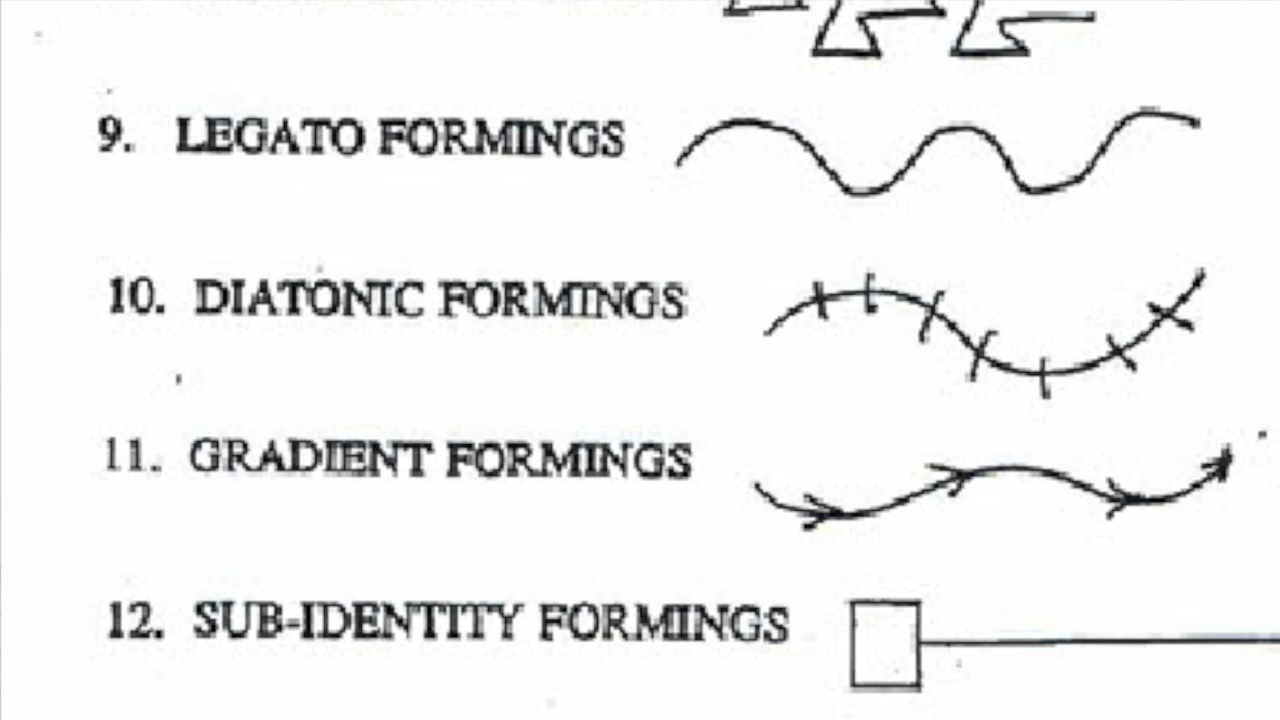 9. LEGATO FORMINGS
10. DIATONIC FORMINGS
11. GRADIENT FORMINGS
12. SUB-IDENTITY FORMINGS